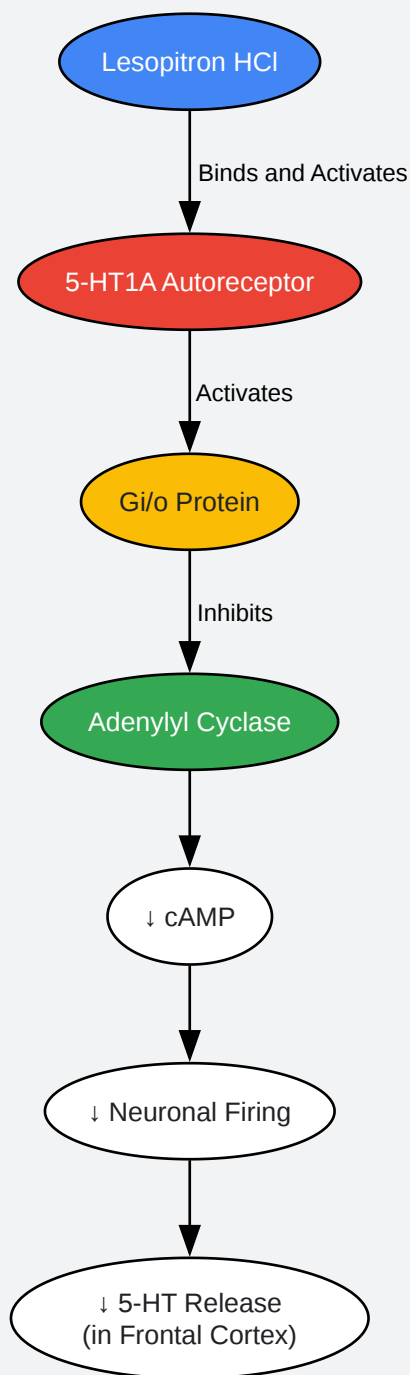 Lesopitron HCl
Binds and Activates
5-HT1A Autoreceptor
Activates
Gi/o Protein
Inhibits
Adenylyl Cyclase
↓ cAMP
↓ Neuronal Firing
↓ 5-HT Release
(in Frontal Cortex)